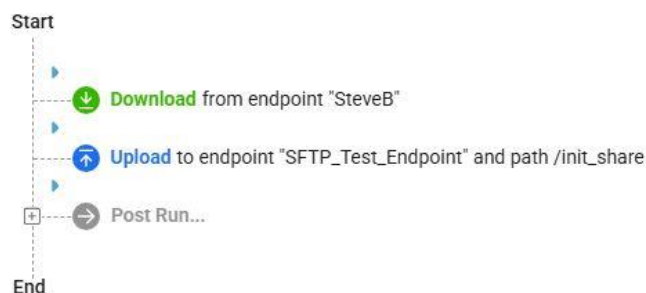 Start
Download from endpoint "SteveB"
Upload to endpoint "SFTP_Test_Endpoint" and path /init_share
Post Run...
End